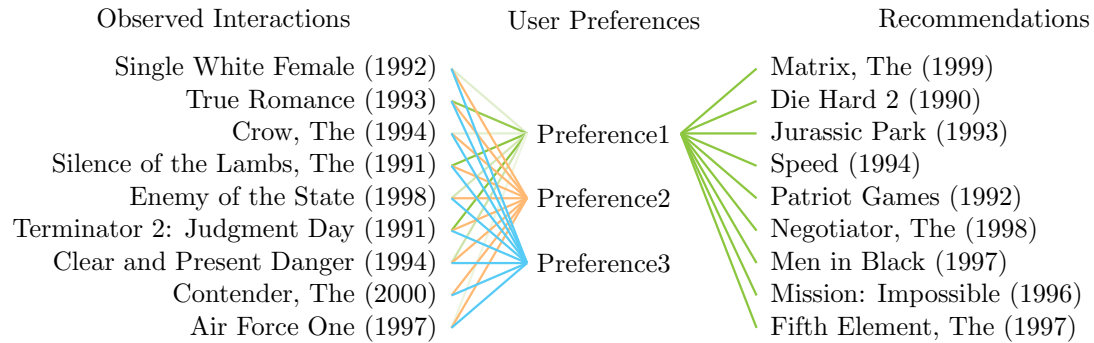 Observed Interactions
User Preferences
Recommendations
Single White Female (1992)
True Romance (1993)
Crow, The (1994)
Silence of the Lambs, The (1991)
Enemy of the State (1998)
Terminator 2: Judgment Day (1991)
Clear and Present Danger (1994)
Contender, The (2000)
Air Force One (1997)
Preference1
Preference2
Preference3
Matrix, The (1999)
Die Hard 2 (1990)
Jurassic Park (1993)
Speed (1994)
Patriot Games (1992)
Negotiator, The (1998)
Men in Black (1997)
Mission: Impossible (1996)
Fifth Element, The (1997)